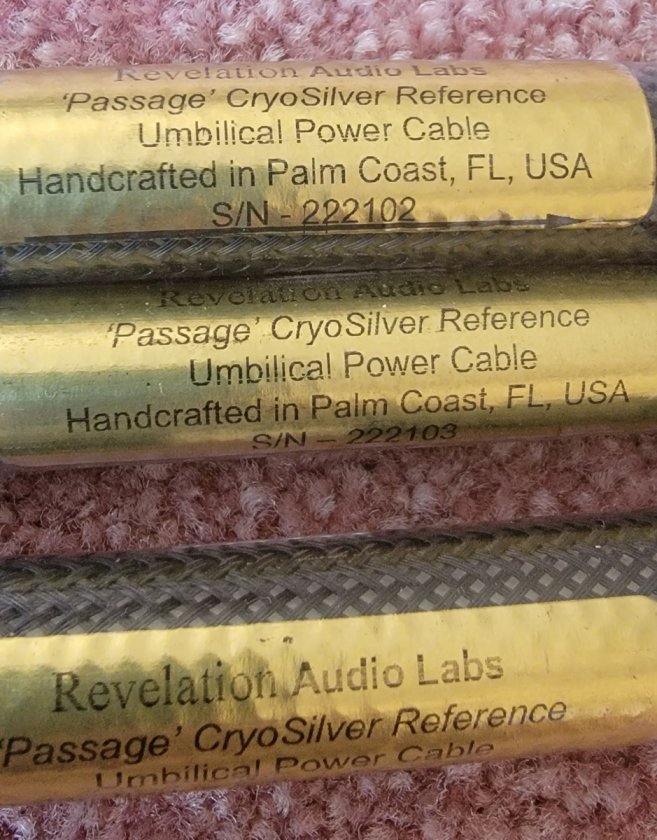 Revelation Audio Labs
'Passage' CryoSilver Reference
Umbilical Power Cable
Handcrafted in Palm Coast, FL, USA
S/N - 222102
Revelation Audio Labs
'Passage' CryoSilver Reference
Umbilical Power Cable
Handcrafted in Palm Coast, FL, USA
S/N – 222103
Revelation Audio Labs
'Passage' CryoSilver Reference
Umbilical Power Cable